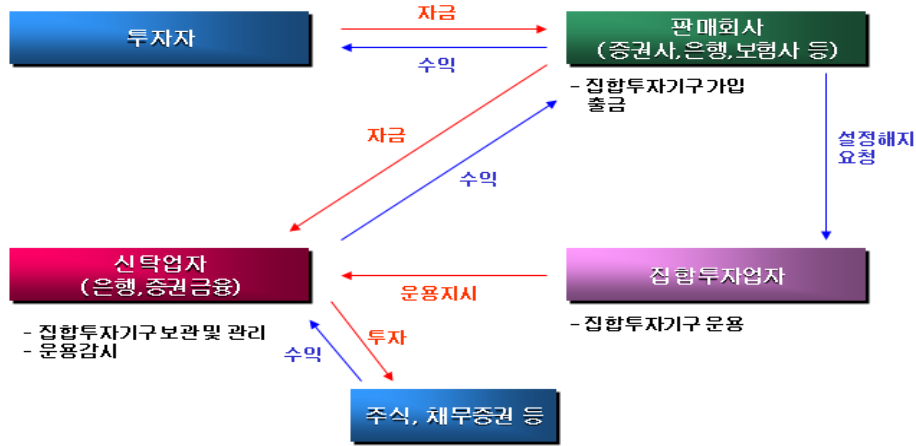 투자자
자금
수익
판매회사
(증권사,은행,보험사 등)
- 집합투자기구 가입
출금
자금
수익
설정해지
요청
신탁업자
(은행,증권금융)
- 집합투자기구 보관 및 관리
- 운용감시
운용지시
집합투자업자
- 집합투자기구 운용
투자
수익
주식, 채무증권 등